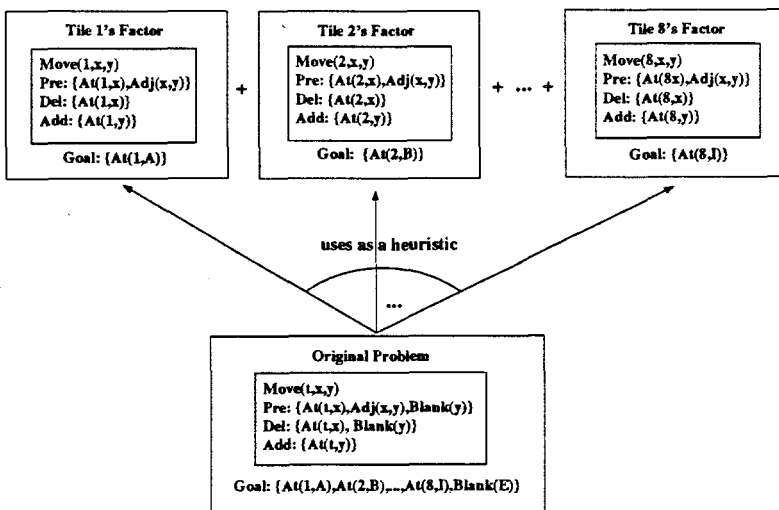 Tile 1's Factor
Move(1,x,y)
Pre: {At(1,x),Adj(x,y)}
Del: {At(1,x)}
Add: {At(1,y)}
Goal: {At(1,A)}
+
Tile 2's Factor
Move(2,x,y)
Pre: {At(2,x),Adj(x,y)}
Del: {At(2,x)}
Add: {At(2,y)}
Goal: {At(2,B)}
+ ... +
Tile 8's Factor
Move(8,x,y)
Pre: {At(8x),Adj(x,y)}
Del: {At(8,x)}
Add: {At(8,y)}
Goal: {At(8,I)}
uses as a heuristic
...
Original Problem
Move(t,x,y)
Pre: {At(t,x),Adj(x,y),Blank(y)}
Del: {At(t,x), Blank(y)}
Add: {At(t,y)}
Goal: {At(1,A),At(2,B),...,At(8,I),Blank(E)}